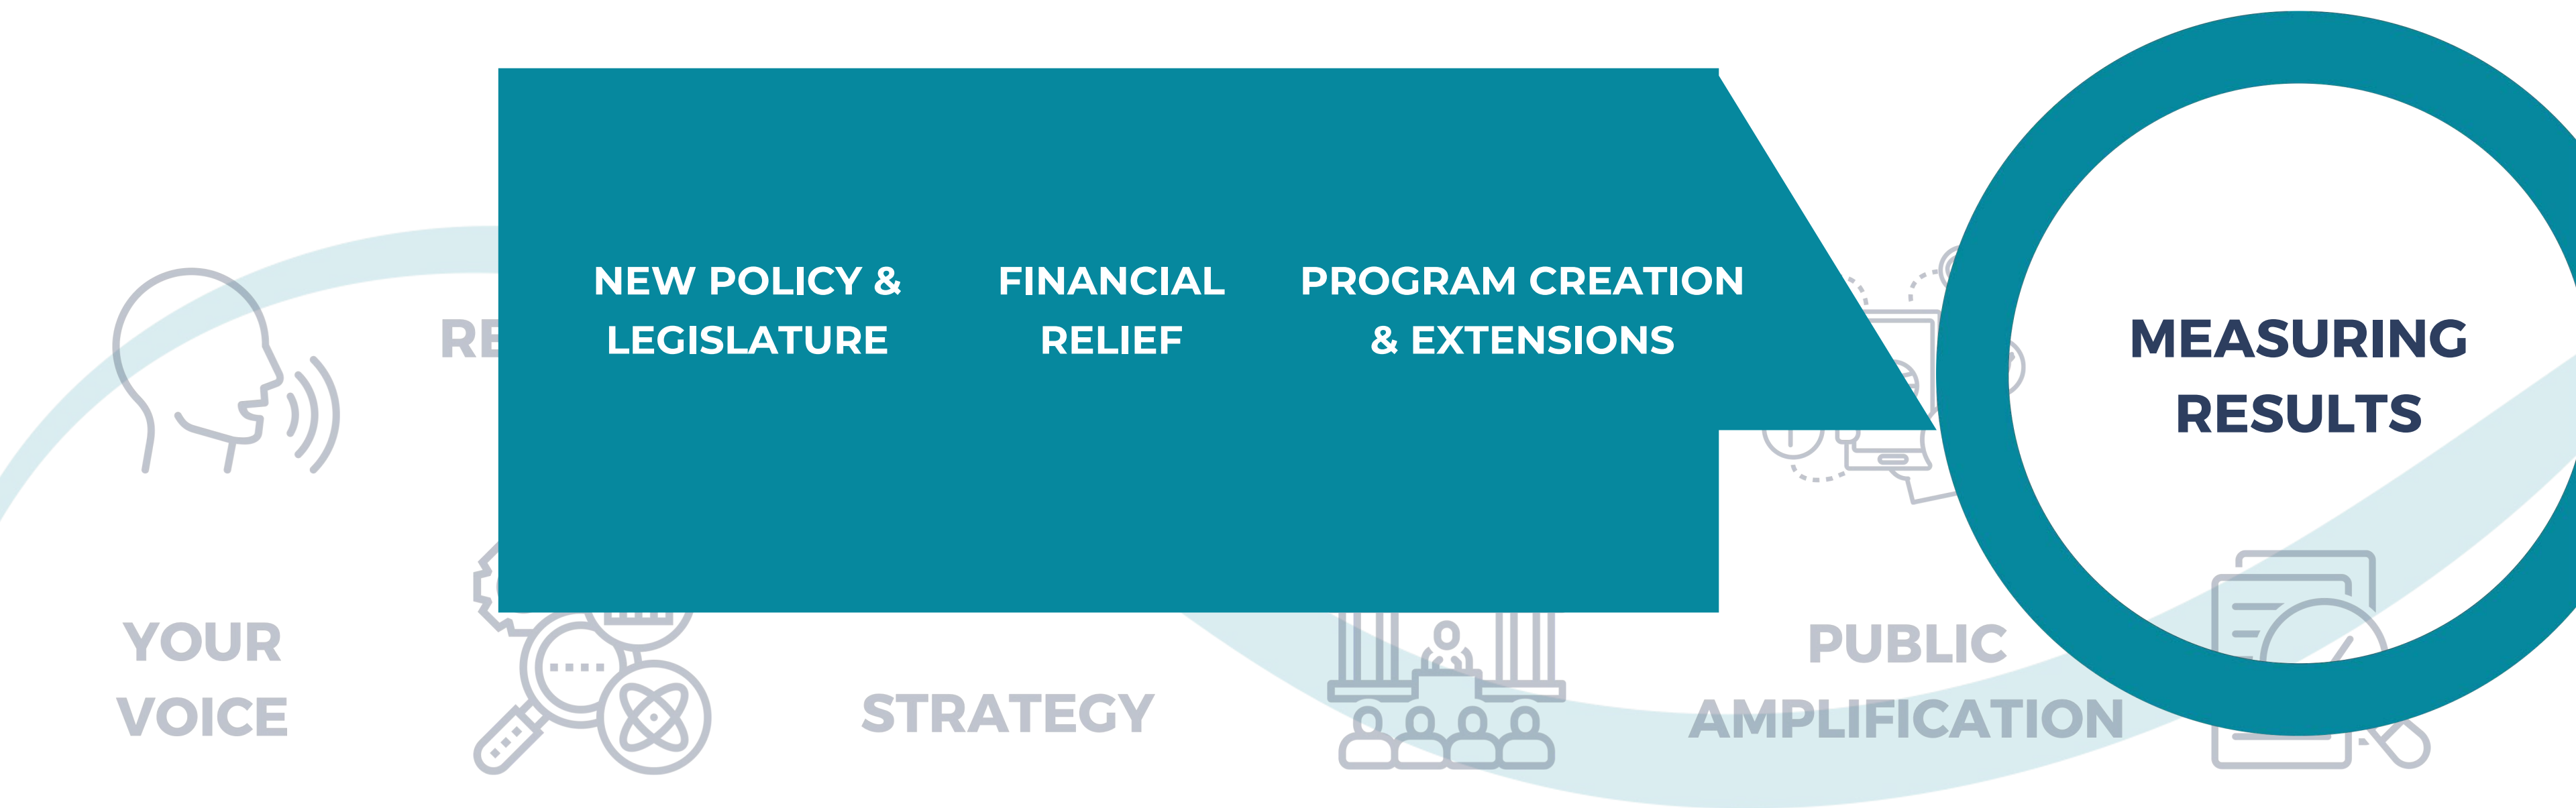 NEW POLICY &
LEGISLATURE
FINANCIAL
RELIEF
PROGRAM CREATION
& EXTENSIONS
MEASURING
RESULTS
YOUR
VOICE
STRATEGY
PUBLIC
AMPLIFICATION